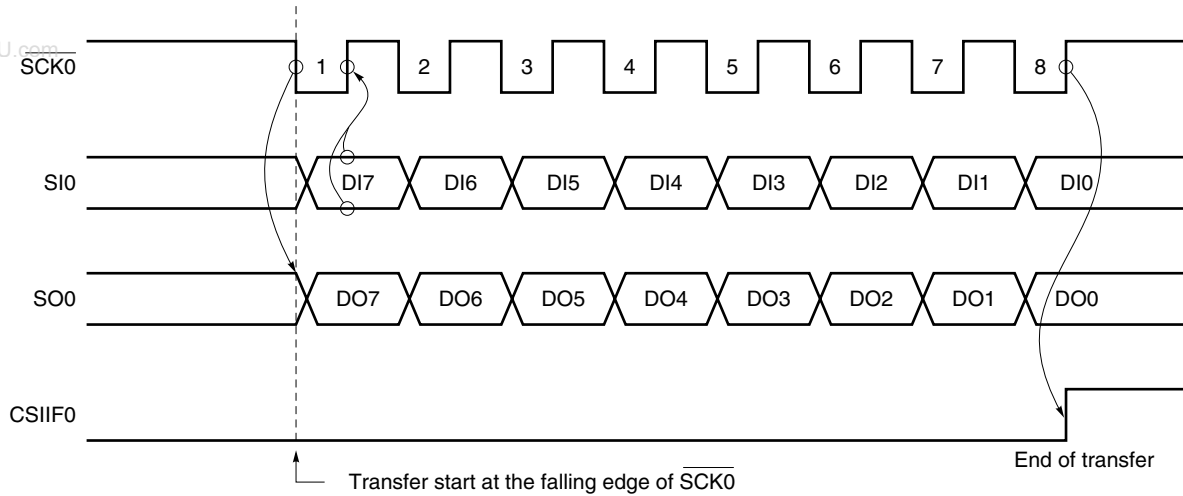 U.com
SCK0
1 2 3 4 5 6 7 8
SI0
DI7 DI6 DI5 DI4 DI3 DI2 DI1 DI0
SO0
DO7 DO6 DO5 DO4 DO3 DO2 DO1 DO0
CSIIF0
End of transfer
Transfer start at the falling edge of SCK0